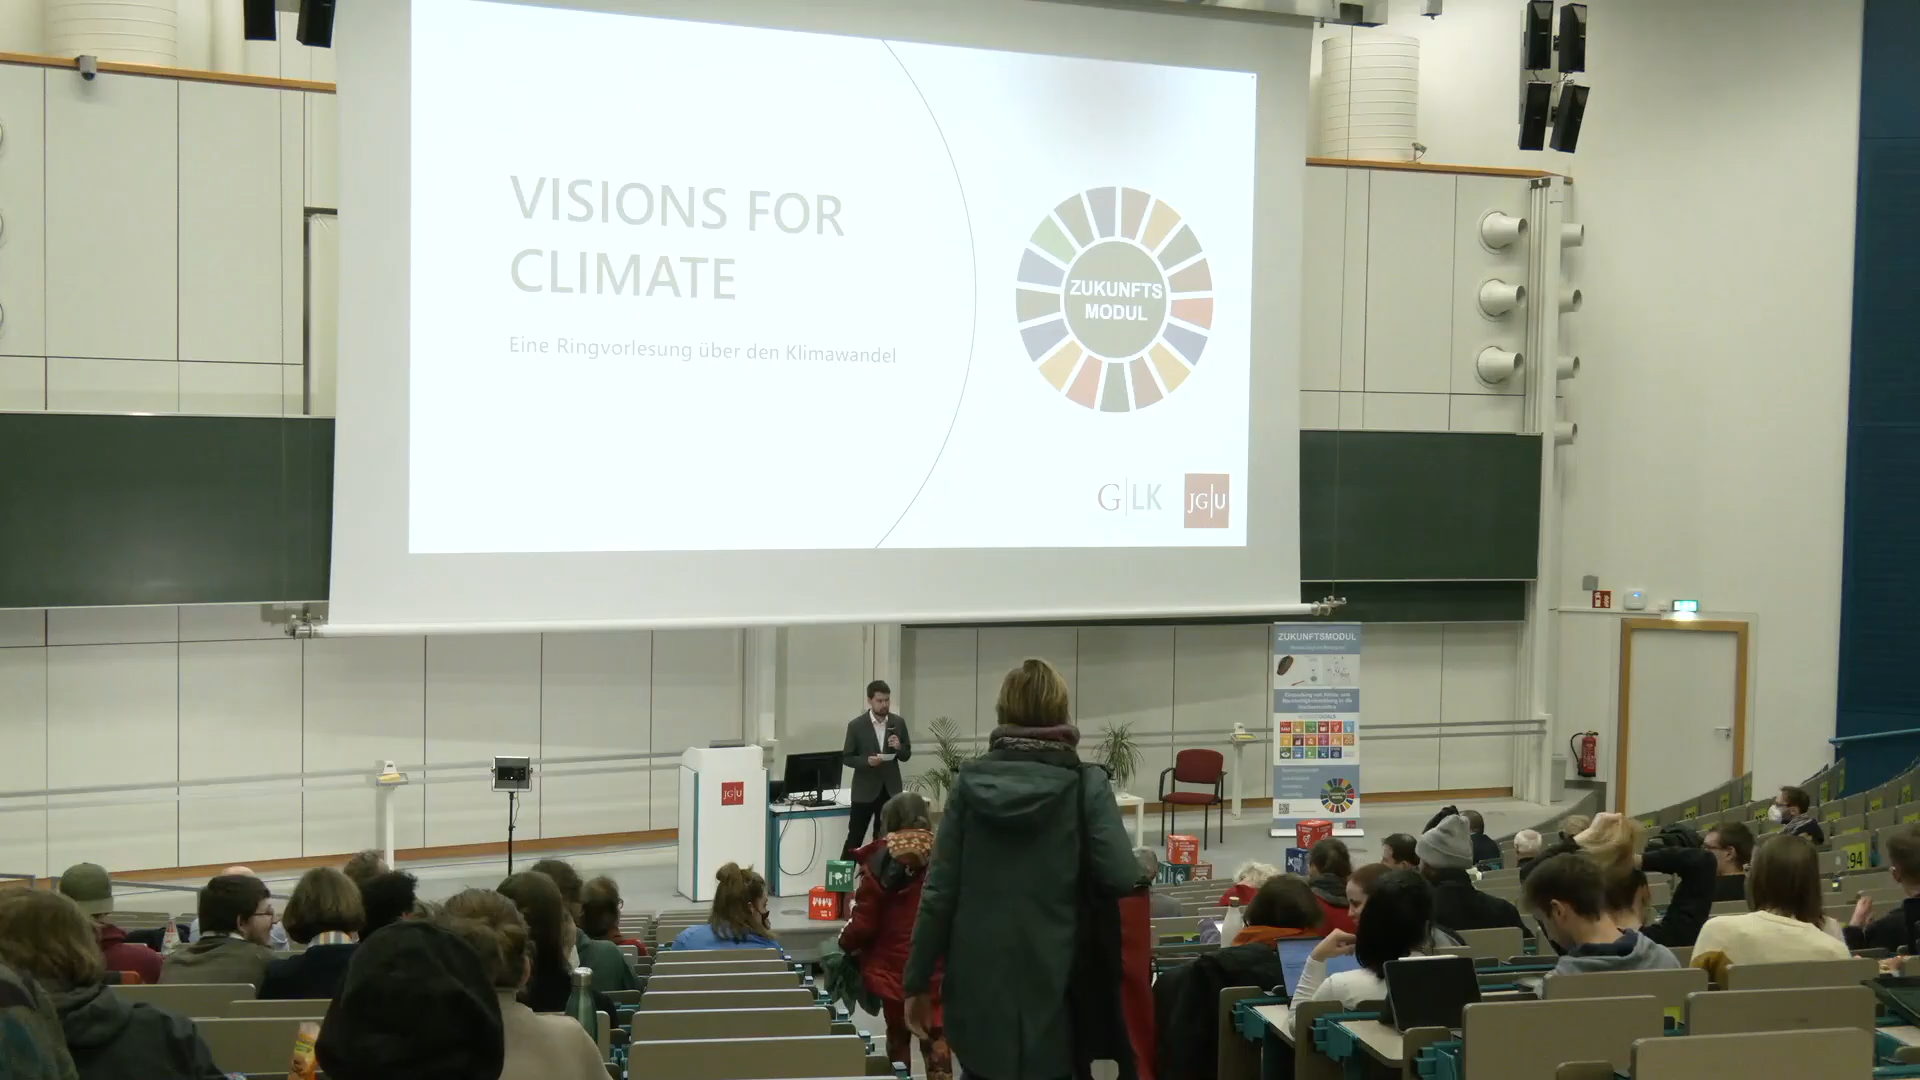 VISIONS FOR
CLIMATE
Eine Ringvorlesung über den Klimawandel
ZUKUNFTS
MODUL
G|LK
JG|U
ZUKUNFTSMODUL
JG|U
94